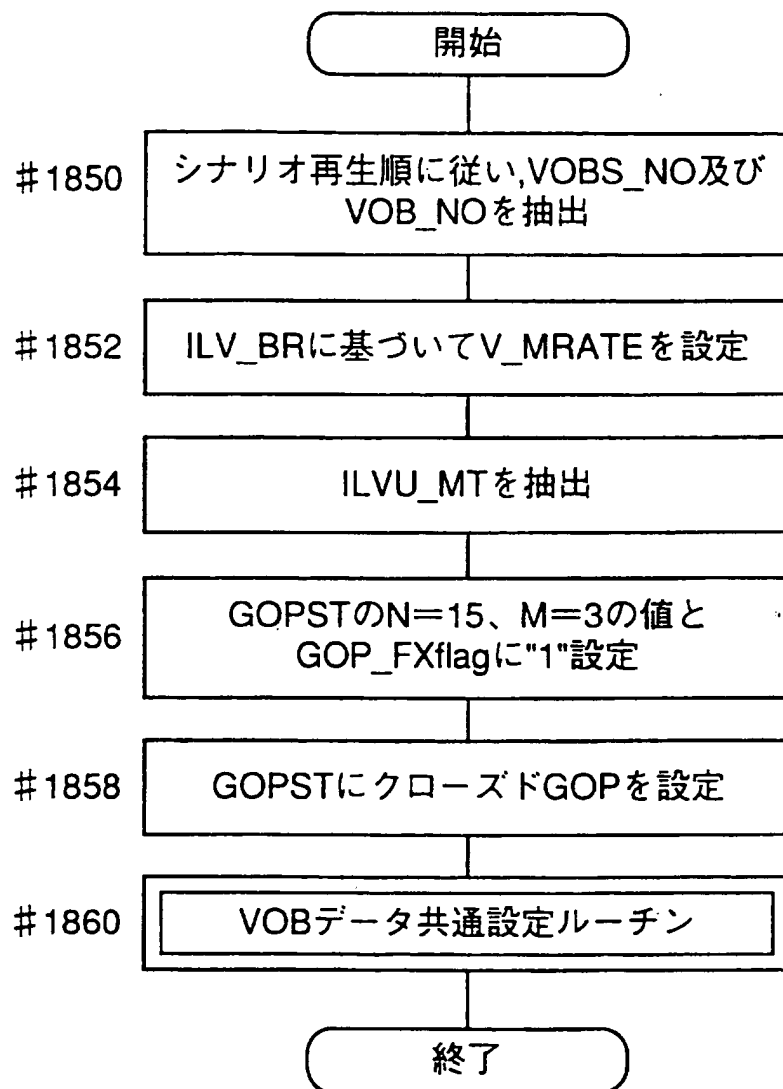 開始
#1850
シナリオ再生順に従い,VOBS_NO及び
VOB_NOを抽出
#1852
ILV_BRに基づいてV_MRATEを設定
#1854
ILVU_MTを抽出
#1856
GOPSTのN=15、M=3の値と
GOP_FXflagに"1"設定
#1858
GOPSTにクローズドGOPを設定
#1860
VOBデータ共通設定ルーチン
終了